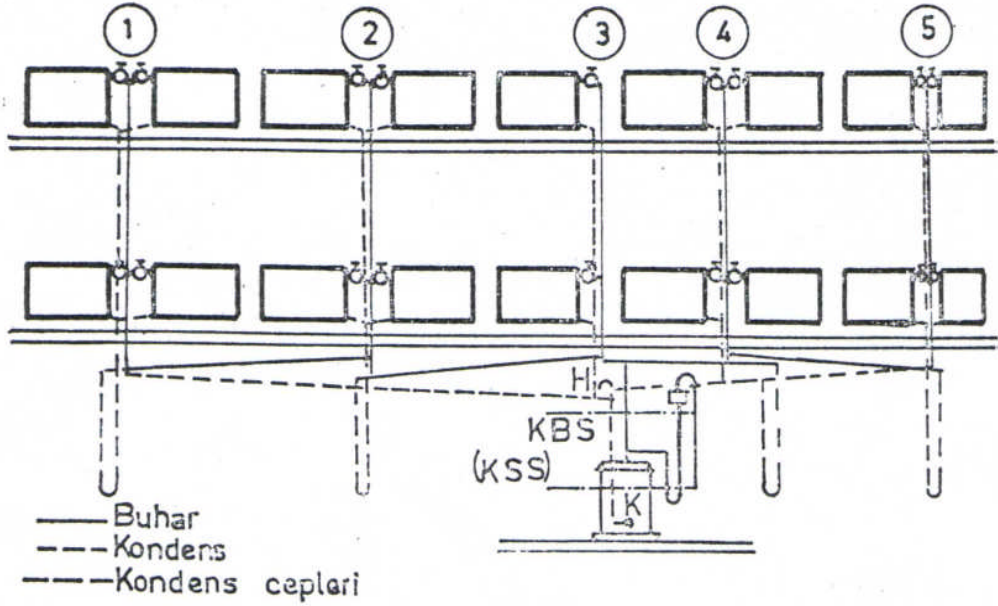 1 2 3 4 5
H
KBS
(KSS)
K
Buhar
Kondens
Kondens cepleri